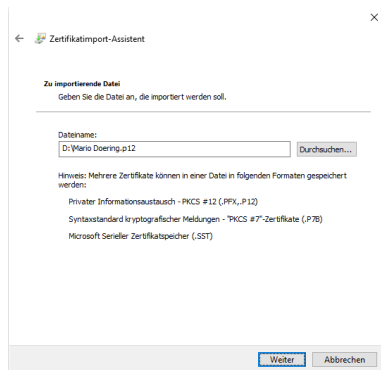 Zertifikatimport-Assistent
Zu importierende Datei
Geben Sie die Datei an, die importiert werden soll.
Dateiname:
D:\Mario Doering.p12
Durchsuchen...
Hinweis: Mehrere Zertifikate können in einer Datei in folgenden Formaten gespeichert
werden:
Privater Informationsaustausch - PKCS #12 (.PFX,.P12)
Syntaxstandard kryptografischer Meldungen - "PKCS #7"-Zertifikate (.P7B)
Microsoft Serieller Zertifikatspeicher (.SST)
Weiter
Abbrechen